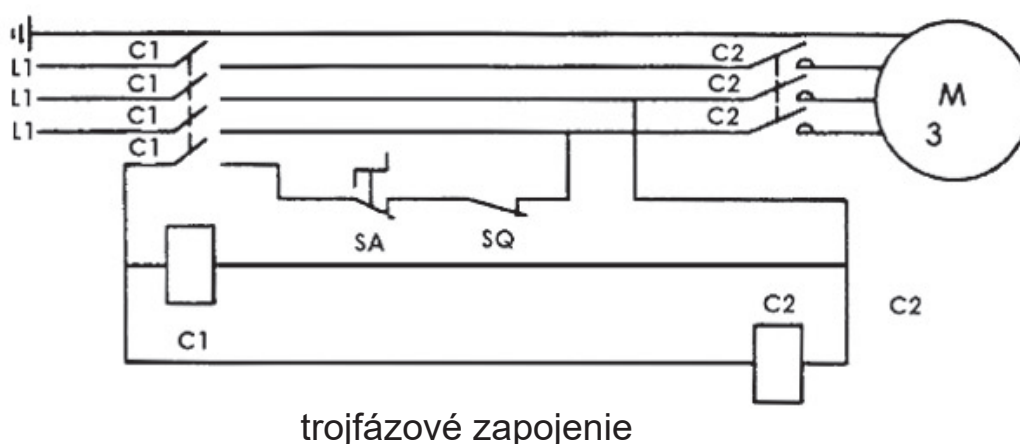 C1 C2
L1 C1 C2
L1 C1 C2
L1 C1
M
3
SA SQ
C1
C2 C2
trojfázové zapojenie